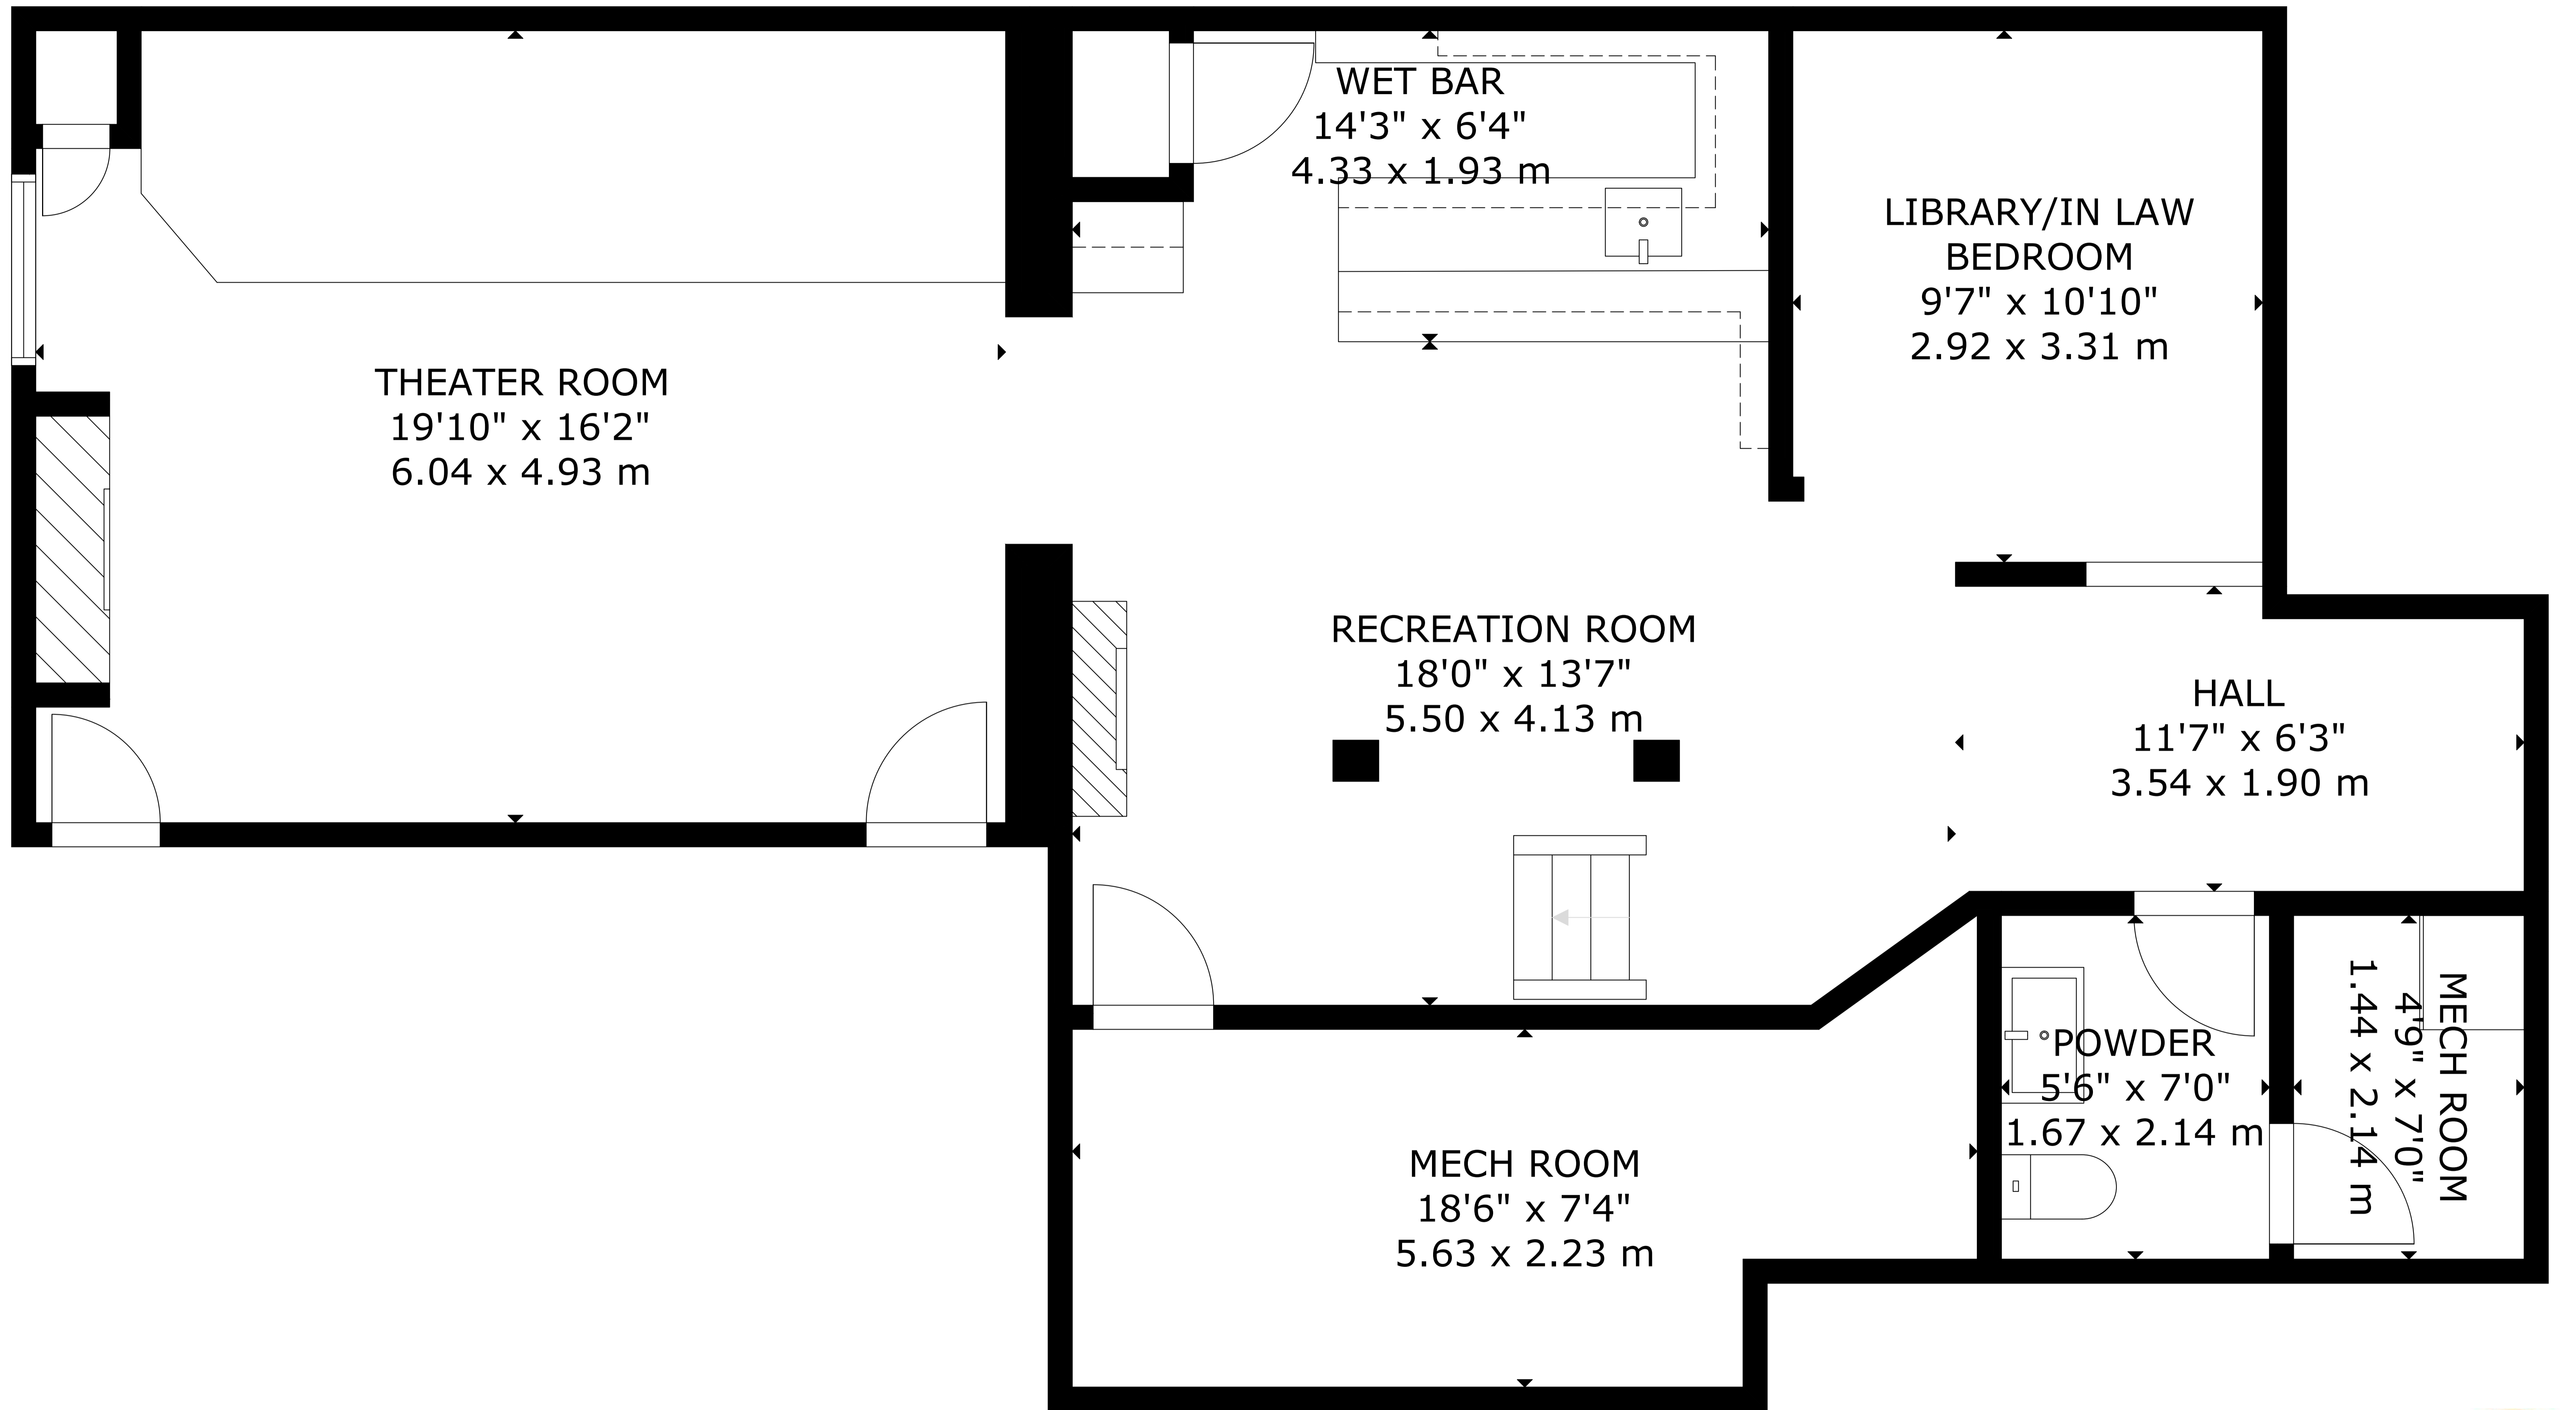 WET BAR
14'3" x 6'4"
4.33 x 1.93 m
LIBRARY/IN LAW
BEDROOM
9'7" x 10'10"
2.92 x 3.31 m
THEATER ROOM
19'10" x 16'2"
6.04 x 4.93 m
RECREATION ROOM
18'0" x 13'7"
5.50 x 4.13 m
HALL
11'7" x 6'3"
3.54 x 1.90 m
POWDER
5'6" x 7'0"
1.67 x 2.14 m
MECH ROOM
4'9" x 7'0"
1.44 x 2.14 m
MECH ROOM
18'6" x 7'4"
5.63 x 2.23 m